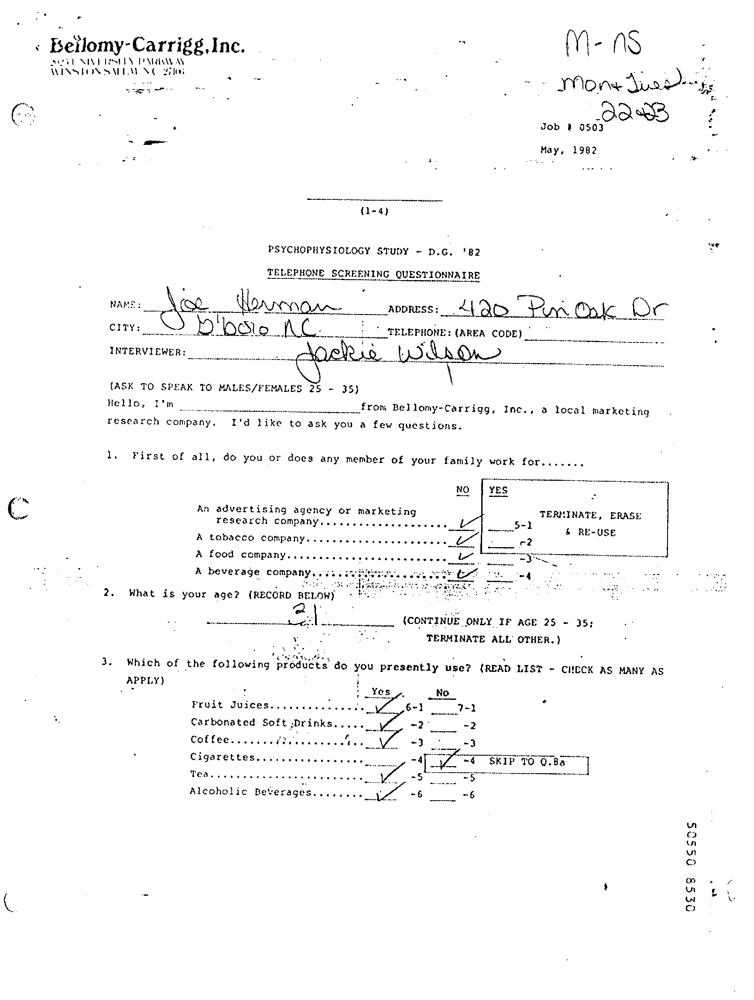 Bellomy-Carrigg, Inc.
M-NS
2025 UNIVERSITY PARKWAY
WINSTON SALEM NC 27106
Mon & Tues
22 & 23
Job # 0503
May, 1982
(1-4)
PSYCHOPHYSIOLOGY STUDY - D.G. '82
TELEPHONE SCREENING QUESTIONNAIRE
NAME: Joe Herman ADDRESS: 420 Pin Oak Dr
CITY: G'boro NC TELEPHONE: (AREA CODE)
INTERVIEWER: Jackie Wilson
(ASK TO SPEAK TO MALES/FEMALES 25 - 35)
Hello, I'm ____________ from Bellomy-Carrigg, Inc., a local marketing
research company. I'd like to ask you a few questions.
1. First of all, do you or does any member of your family work for.......
NO YES
An advertising agency or marketing
research company..................... ✓ 5-1 TERMINATE, ERASE
A tobacco company....................... ✓ -2 & RE-USE
A food company.......................... ✓ -3
A beverage company...................... ✓ -4
2. What is your age? (RECORD BELOW)
21 (CONTINUE ONLY IF AGE 25 - 35;
TERMINATE ALL OTHER.)
3. Which of the following products do you presently use? (READ LIST - CHECK AS MANY AS
APPLY)
Yes No
Fruit Juices.............. ✓ 6-1 7-1
Carbonated Soft Drinks..... ✓ -2 -2
Coffee.................... ✓ -3 -3
Cigarettes................ -4 ✓ -4 SKIP TO Q.8a
Tea....................... ✓ -5 -5
Alcoholic Beverages........ ✓ -6 -6
50550 8530